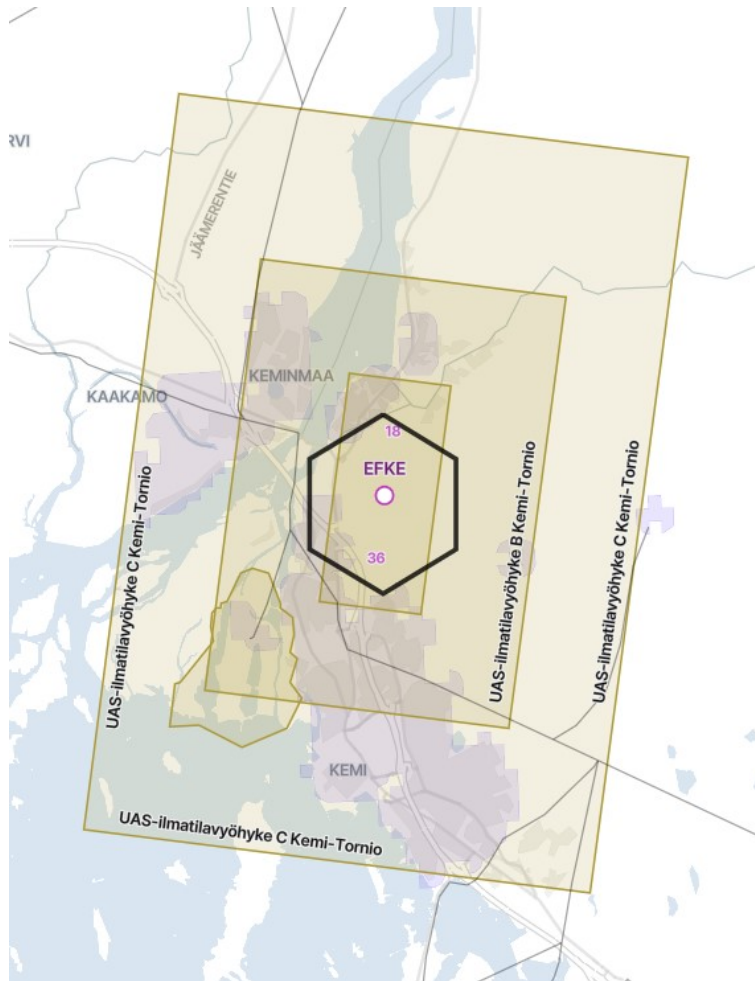 RVI
JÄÄMERENTIE
KEMINMAA
KAAKAMO
18
EFKE
36
UAS-ilmatilavyöhyke C Kemi-Tornio
UAS-ilmatilavyöhyke B Kemi-Tornio
UAS-ilmatilavyöhyke C Kemi-Tornio
KEMI
UAS-ilmatilavyöhyke C Kemi-Tornio